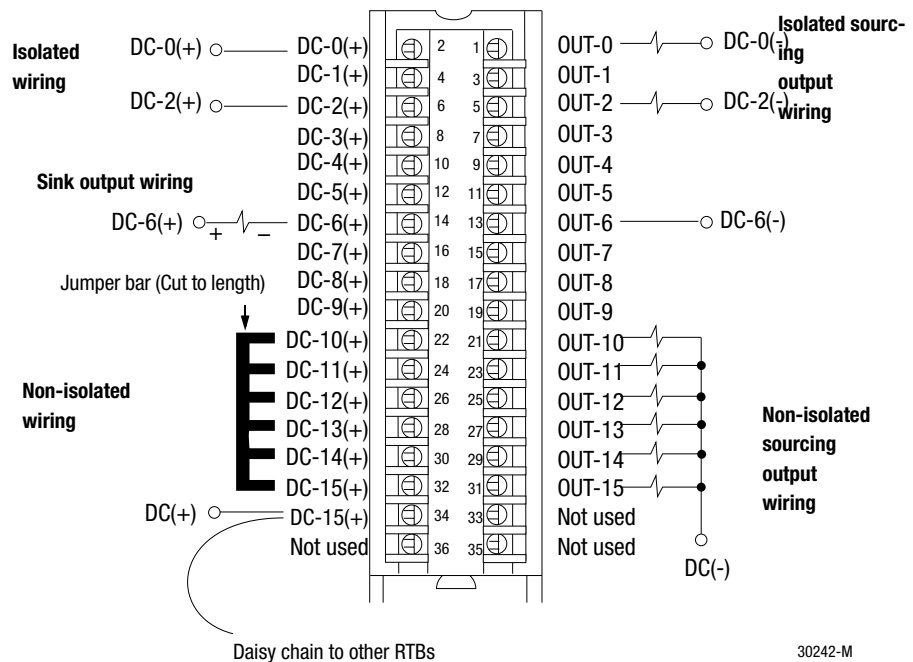 Isolated
wiring
DC-0(+) DC-0(+) 2 1 OUT-0 DC-0(-)
Isolated sourc-
ing
output
wiring
DC-1(+) 4 3 OUT-1
DC-2(+) DC-2(+) 6 5 OUT-2 DC-2(-)
DC-3(+) 8 7 OUT-3
DC-4(+) 10 9 OUT-4
Sink output wiring
DC-5(+) 12 11 OUT-5
DC-6(+) + – DC-6(+) 14 13 OUT-6 DC-6(-)
DC-7(+) 16 15 OUT-7
Jumper bar (Cut to length)
DC-8(+) 18 17 OUT-8
DC-9(+) 20 19 OUT-9
DC-10(+) 22 21 OUT-10
DC-11(+) 24 23 OUT-11
Non-isolated
wiring
DC-12(+) 26 25 OUT-12
DC-13(+) 28 27 OUT-13
Non-isolated
sourcing
output
wiring
DC-14(+) 30 29 OUT-14
DC-15(+) 32 31 OUT-15
DC(+) DC-15(+) 34 33 Not used
Not used 36 35 Not used
DC(-)
Daisy chain to other RTBs
30242-M